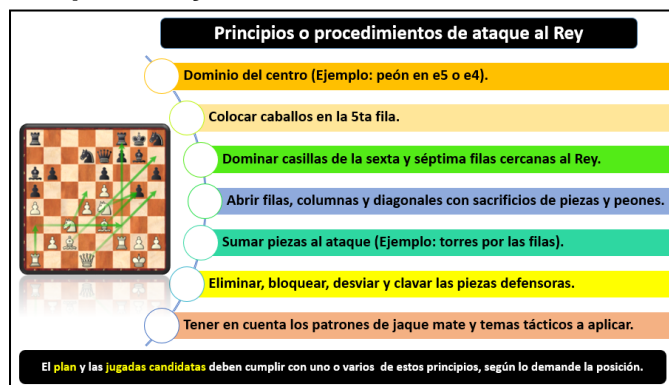 Principios o procedimientos de ataque al Rey
Dominio del centro (Ejemplo: peón en e5 o e4).
Colocar caballos en la 5ta fila.
Dominar casillas de la sexta y séptima filas cercanas al Rey.
Abrir filas, columnas y diagonales con sacrificios de piezas y peones.
Sumar piezas al ataque (Ejemplo: torres por las filas).
Eliminar, bloquear, desviar y clavar las piezas defensoras.
Tener en cuenta los patrones de jaque mate y temas tácticos a aplicar.
El plan y las jugadas candidatas deben cumplir con uno o varios de estos principios, según lo demande la posición.